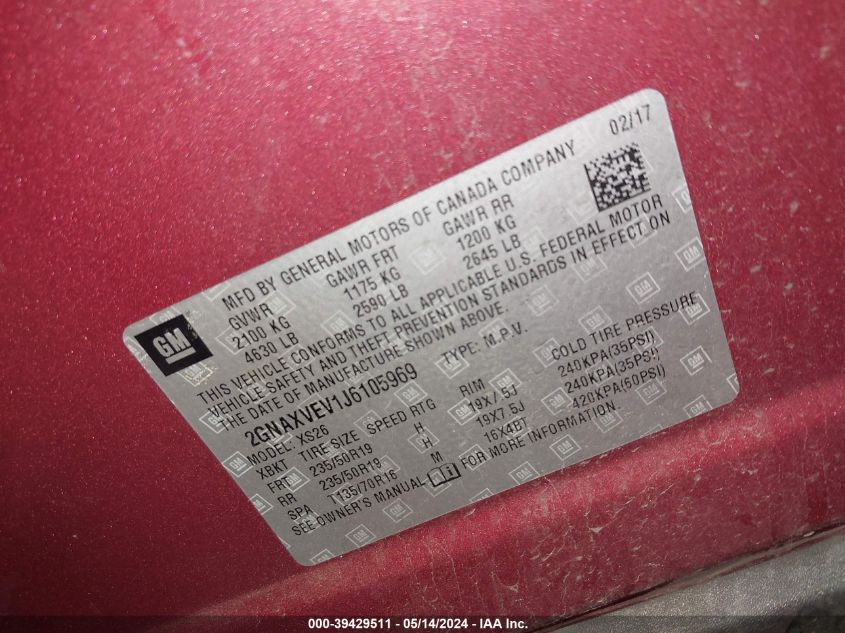 02/17
MFD BY GENERAL MOTORS OF CANADA COMPANY
GVWR GAWR FRT GAWR RR
2100 KG 1175 KG 1200 KG
4630 LB 2590 LB 2645 LB
THIS VEHICLE CONFORMS TO ALL APPLICABLE U.S. FEDERAL MOTOR
VEHICLE SAFETY AND THEFT PREVENTION STANDARDS IN EFFECT ON
THE DATE OF MANUFACTURE SHOWN ABOVE.
GM
2GNAXVEV1J6105969 TYPE: M.P.V.
MODEL: XS26
XBKT TIRE SIZE SPEED RTG RIM COLD TIRE PRESSURE
FRT 235/50R19 H 19X7.5J 240KPA(35PSI)
RR 235/50R19 H 19X7.5J 240KPA(35PSI)
SPA T135/70R16 M 16X4BT 420KPA(60PSI)
SEE OWNER'S MANUAL i FOR MORE INFORMATION.
000-39429511 - 05/14/2024 - IAA Inc.